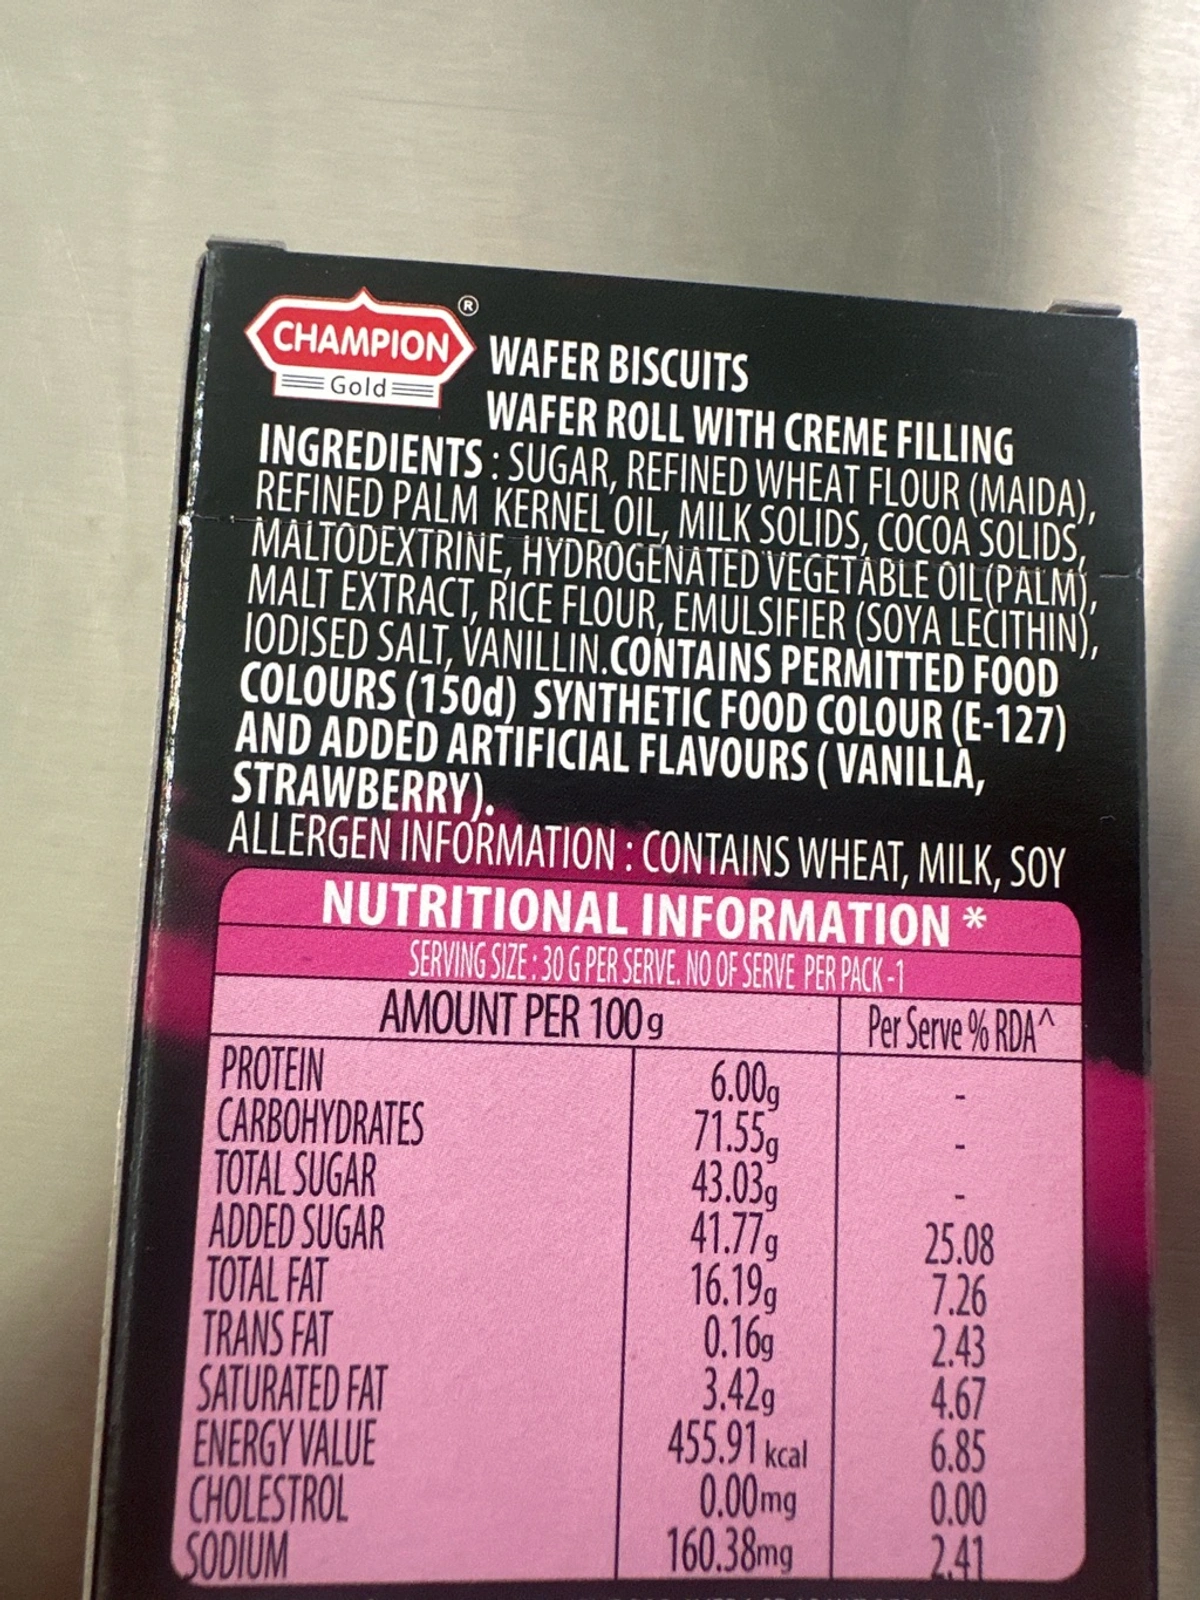 CHAMPION ®
Gold
WAFER BISCUITS
WAFER ROLL WITH CREME FILLING
INGREDIENTS : SUGAR, REFINED WHEAT FLOUR (MAIDA),
REFINED PALM KERNEL OIL, MILK SOLIDS, COCOA SOLIDS,
MALTODEXTRINE, HYDROGENATED VEGETABLE OIL(PALM),
MALT EXTRACT, RICE FLOUR, EMULSIFIER (SOYA LECITHIN),
IODISED SALT, VANILLIN.CONTAINS PERMITTED FOOD
COLOURS (150d) SYNTHETIC FOOD COLOUR (E-127)
AND ADDED ARTIFICIAL FLAVOURS ( VANILLA,
STRAWBERRY).
ALLERGEN INFORMATION : CONTAINS WHEAT, MILK, SOY
NUTRITIONAL INFORMATION *
SERVING SIZE : 30 G PER SERVE. NO OF SERVE PER PACK -1
AMOUNT PER 100 g Per Serve % RDA^
PROTEIN 6.00g -
CARBOHYDRATES 71.55g -
TOTAL SUGAR 43.03g -
ADDED SUGAR 41.77g 25.08
TOTAL FAT 16.19g 7.26
TRANS FAT 0.16g 2.43
SATURATED FAT 3.42g 4.67
ENERGY VALUE 455.91 kcal 6.85
CHOLESTROL 0.00mg 0.00
SODIUM 160.38mg 2.41